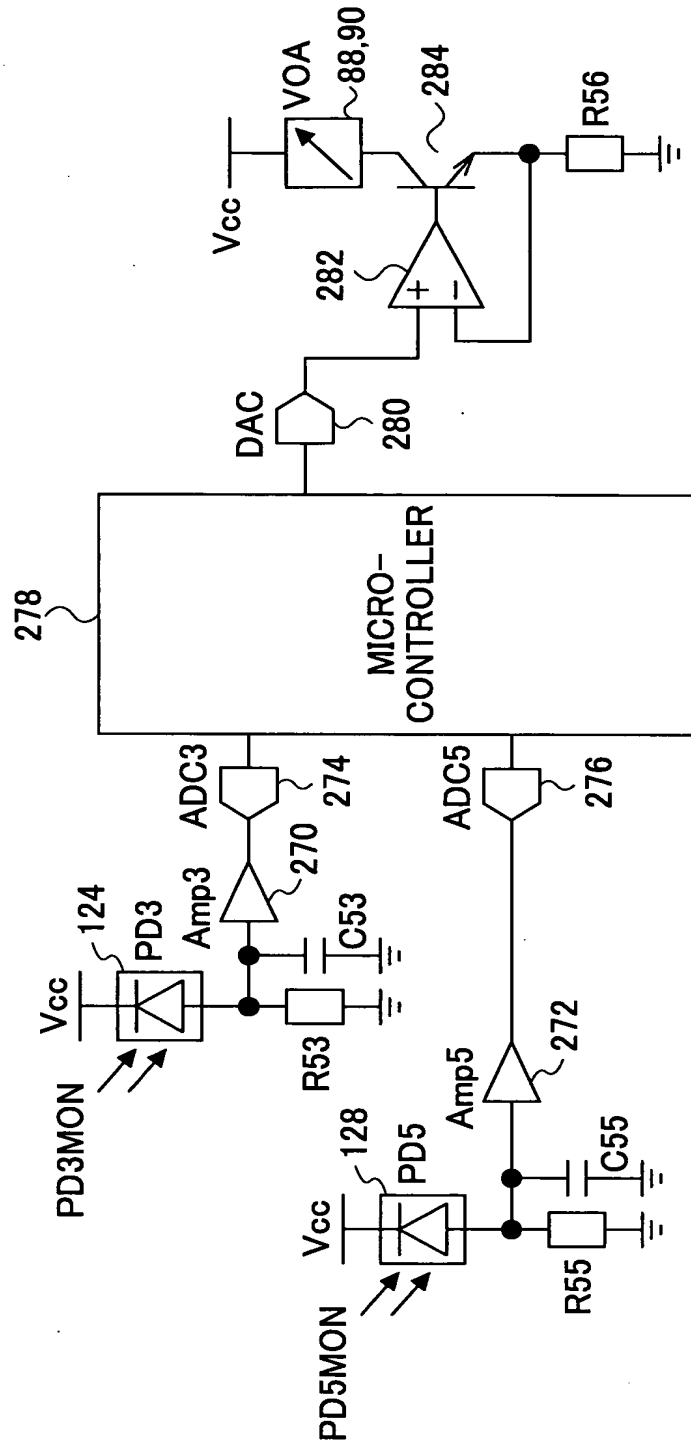 PD3MON
Vcc
124
PD3
R53
C53
Amp3
270
ADC3
274
PD5MON
Vcc
128
PD5
R55
C55
Amp5
272
ADC5
276
278
MICRO-
CONTROLLER
DAC
280
282
+
−
Vcc
VOA
88,90
284
R56